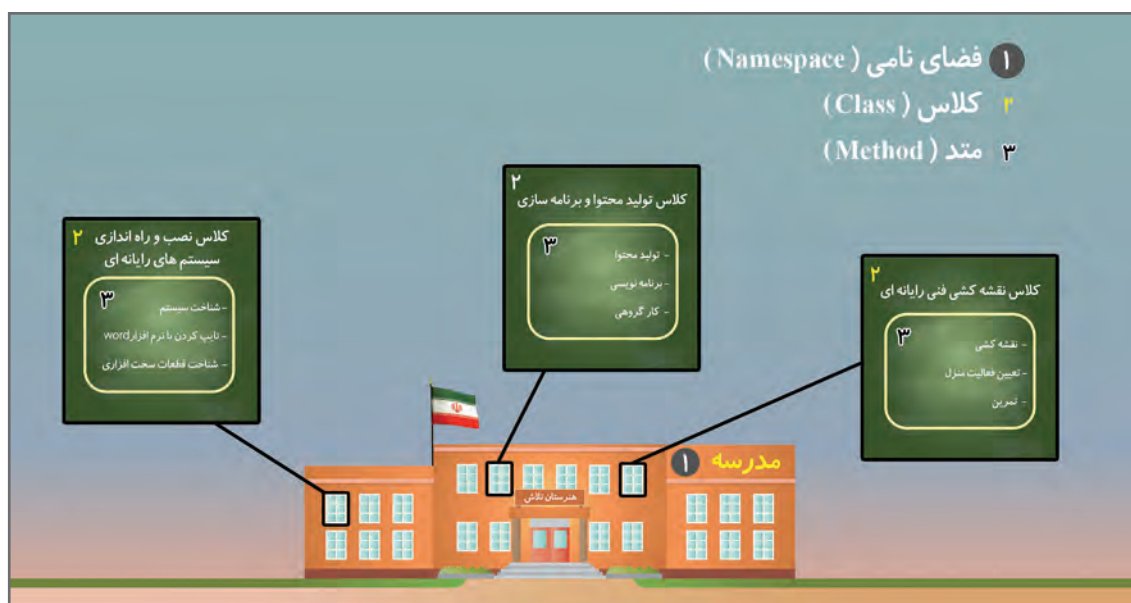 ۱ فضای نامی ( Namespace )
۲ کلاس ( Class )
۳ متد ( Method )
۲
کلاس تولید محتوا و برنامه سازی
۳
- تولید محتوا
- برنامه نویسی
- کار گروهی
۲ کلاس نصب و راه اندازی
سیستم های رایانه ای
۳
- شناخت سیستم
- تایپ کردن با نرم افزار word
- شناخت قطعات سخت افزاری
۲
کلاس نقشه کشی فنی رایانه ای
۳
- نقشه کشی
- تعیین فعالیت منزل
- تمرین
مدرسه ۱
هنرستان تلاش